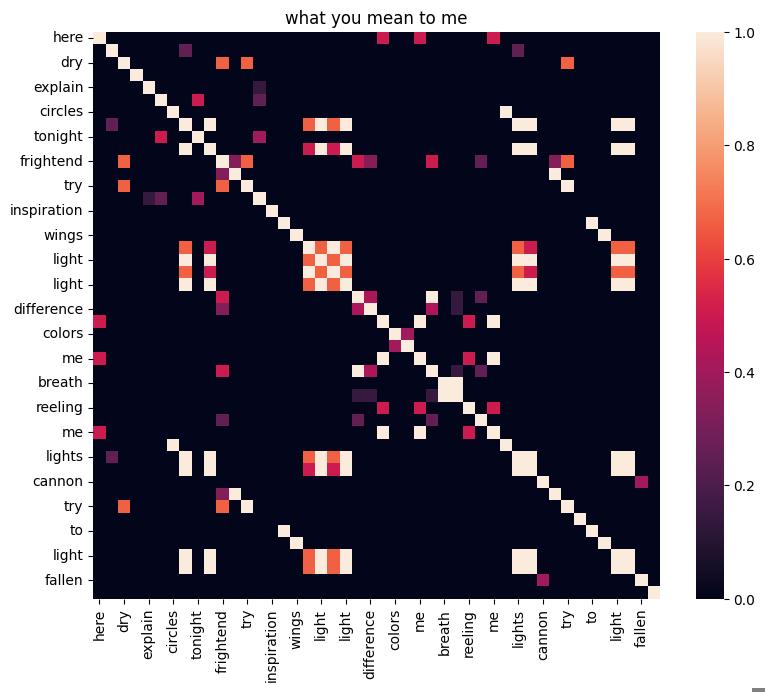 what you mean to me
here
dry
explain
circles
tonight
frightend
try
inspiration
wings
light
light
difference
colors
me
breath
reeling
me
lights
cannon
try
to
light
fallen
1.0
0.8
0.6
0.4
0.2
0.0
here
dry
explain
circles
tonight
frightend
try
inspiration
wings
light
light
difference
colors
me
breath
reeling
me
lights
cannon
try
to
light
fallen